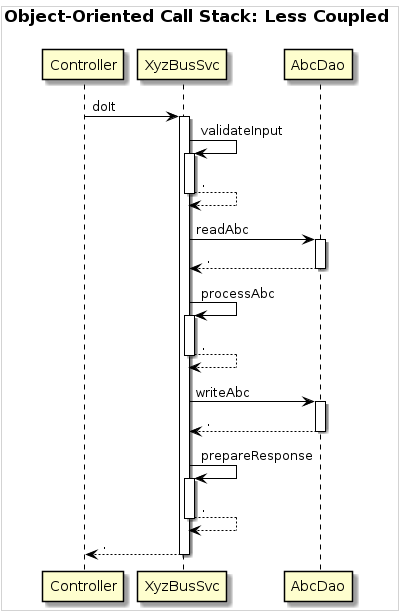 Object-Oriented Call Stack: Less Coupled
Controller
XyzBusSvc
AbcDao
doIt
validateInput
.
readAbc
.
processAbc
.
writeAbc
.
prepareResponse
.
.
Controller
XyzBusSvc
AbcDao